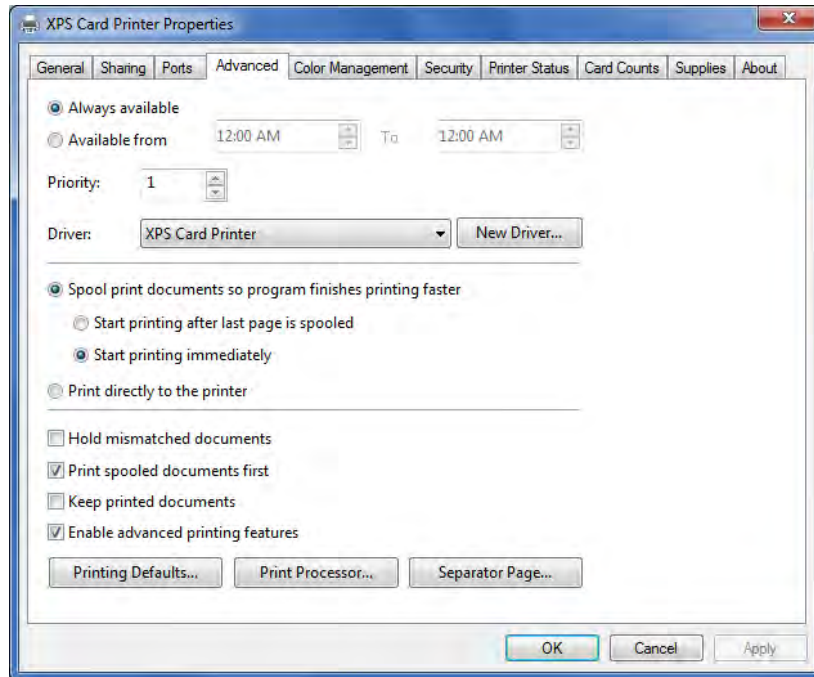 XPS Card Printer Properties
General Sharing Ports Advanced Color Management Security Printer Status Card Counts Supplies About
Always available
Available from 12:00 AM To 12:00 AM
Priority: 1
Driver: XPS Card Printer New Driver...
Spool print documents so program finishes printing faster
Start printing after last page is spooled
Start printing immediately
Print directly to the printer
Hold mismatched documents
Print spooled documents first
Keep printed documents
Enable advanced printing features
Printing Defaults... Print Processor... Separator Page...
OK Cancel Apply